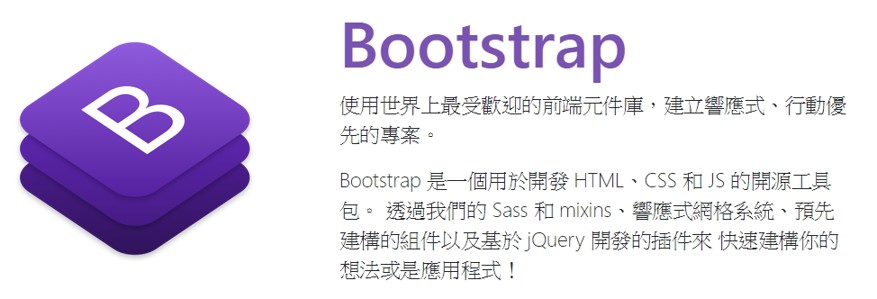 B
Bootstrap
使用世界上最受歡迎的前端元件庫，建立響應式、行動優
先的專案。
Bootstrap 是一個用於開發 HTML、CSS 和 JS 的開源工具
包。 透過我們的 Sass 和 mixins、響應式網格系統、預先
建構的組件以及基於 jQuery 開發的插件來 快速建構你的
想法或是應用程式！